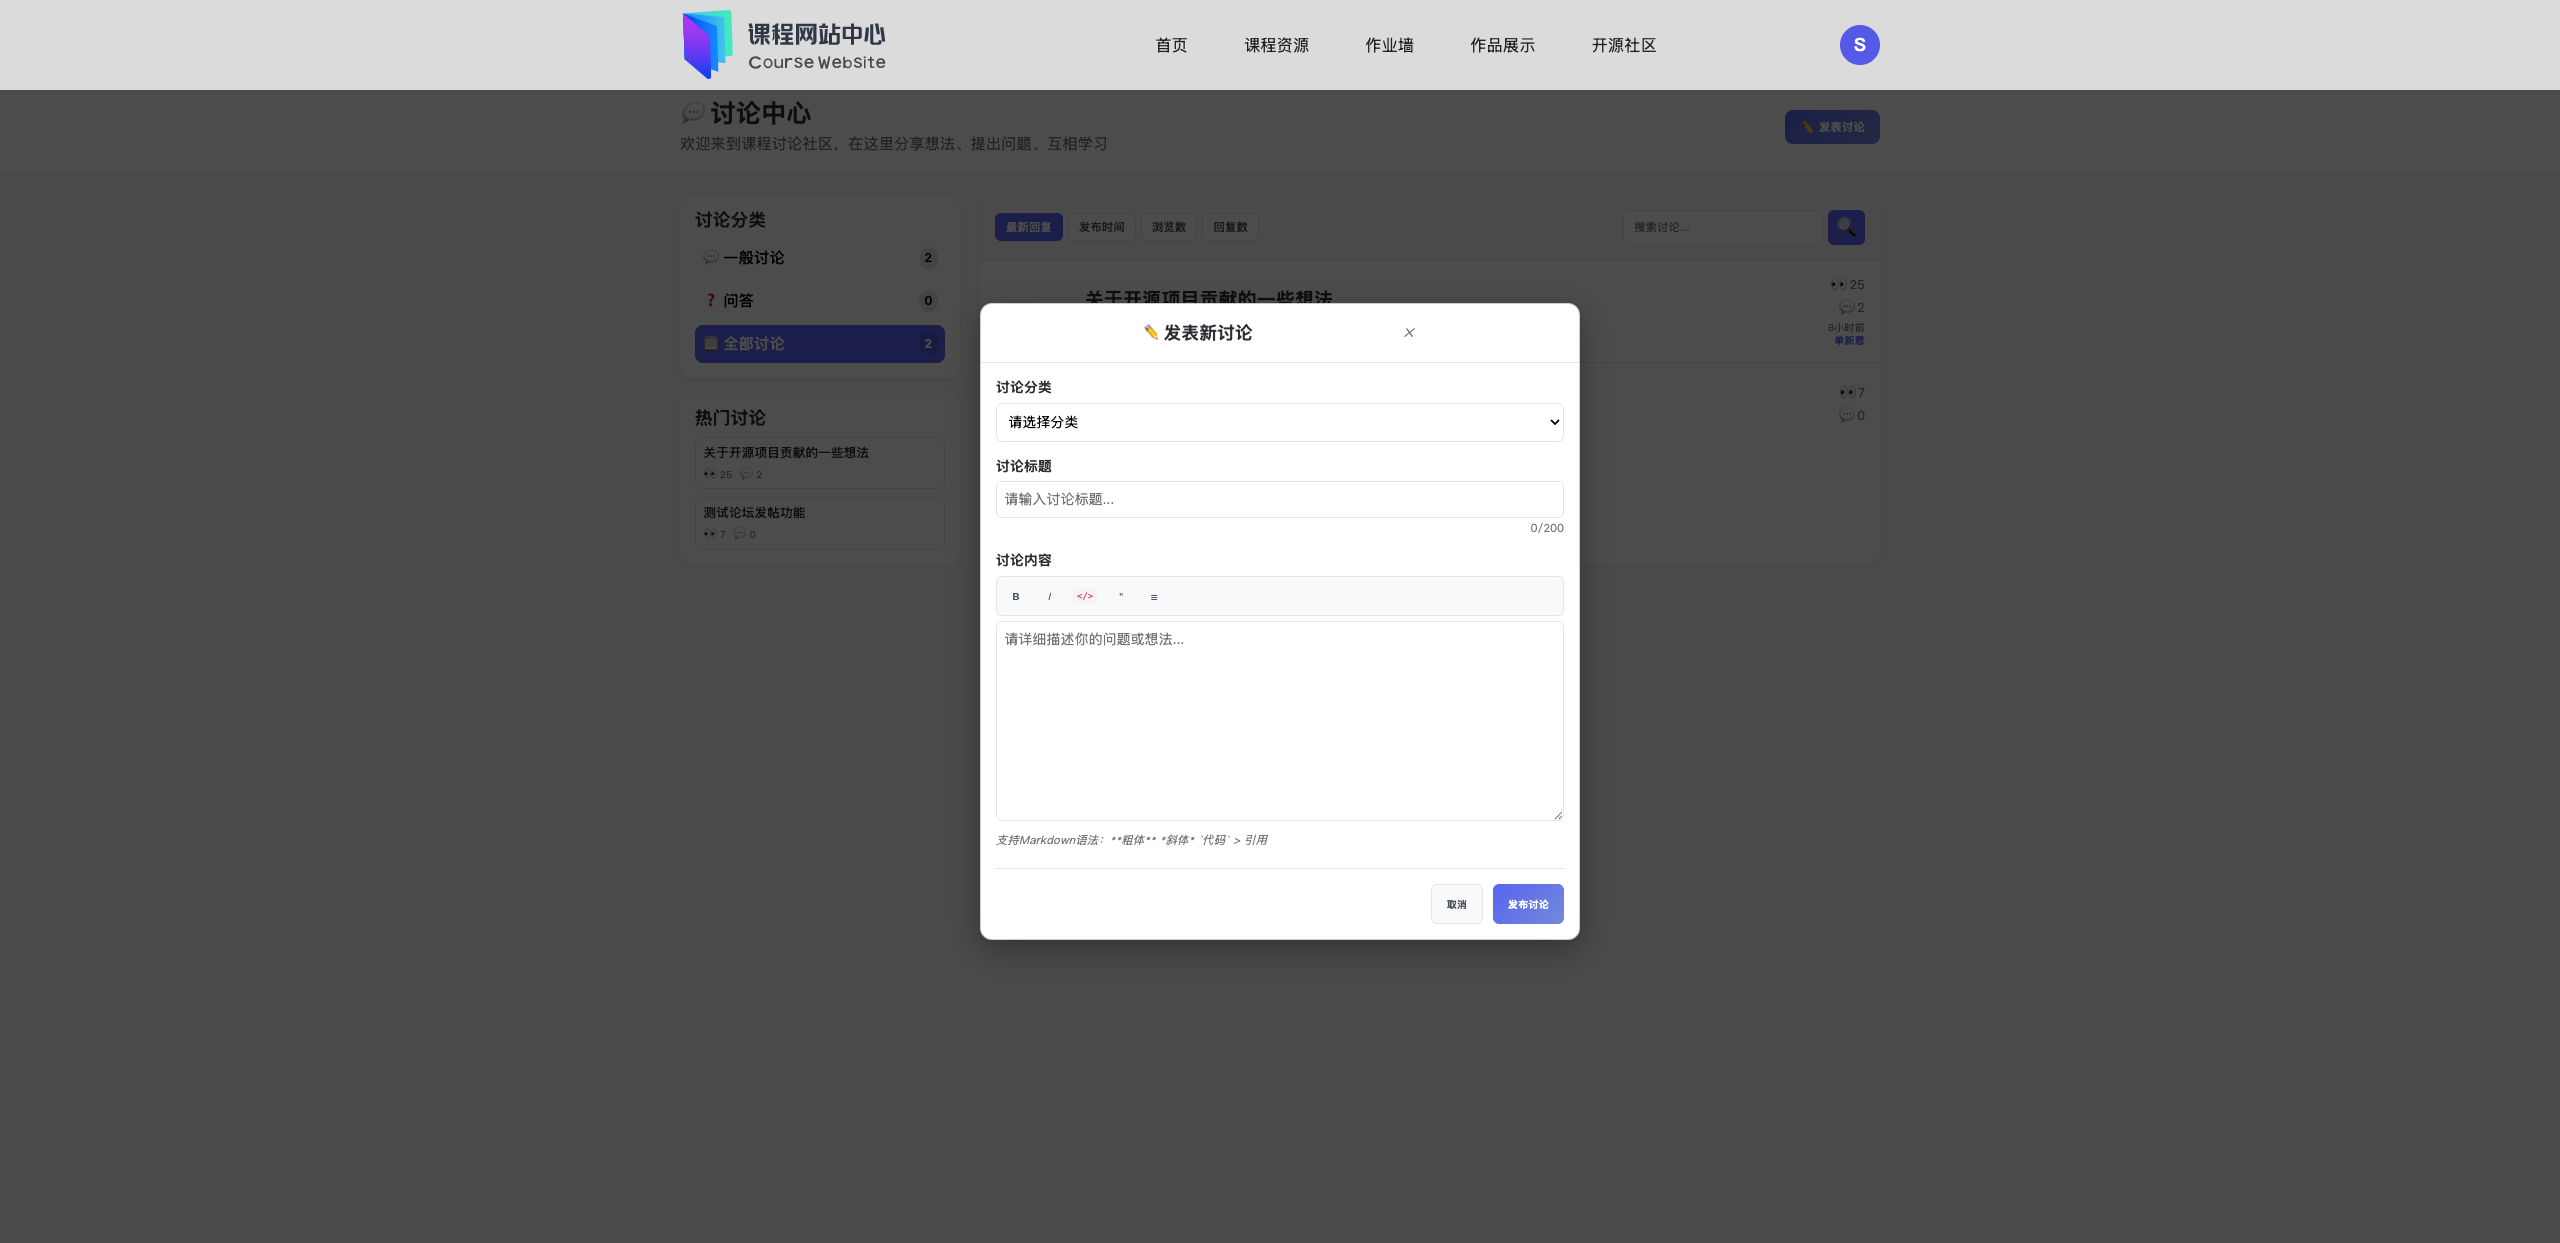 课程网站中心
Course Website
首页 课程资源 作业墙 作品展示 开源社区
S
讨论中心
欢迎来到课程讨论社区，在这里分享想法、提出问题、互相学习
发表讨论
讨论分类
一般讨论 2
问答 0
全部讨论 2
热门讨论
关于开源项目贡献的一些想法
25 2
测试论坛发帖功能
7 0
最新回复 发布时间 浏览数 回复数
搜索讨论...
关于开源项目贡献的一些想法
25
2
8小时前
单新意
7
0
发表新讨论 ×
讨论分类
请选择分类
讨论标题
请输入讨论标题...
0/200
讨论内容
B I </> " ≡
请详细描述你的问题或想法...
支持Markdown语法：**粗体** *斜体* `代码` > 引用
取消 发布讨论